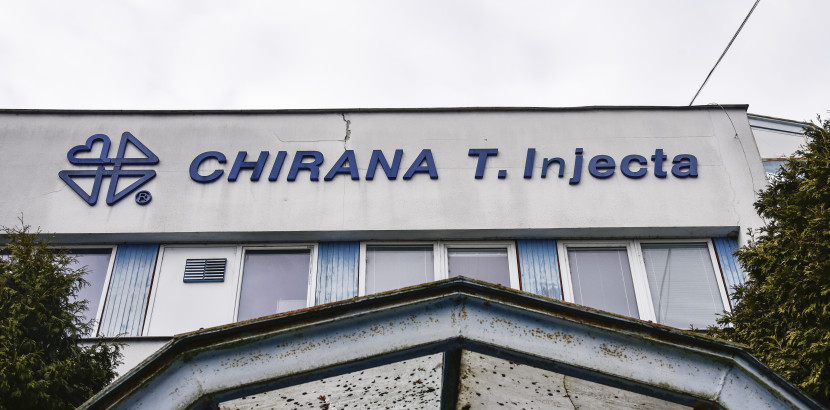 ® CHIRANA T. Injecta